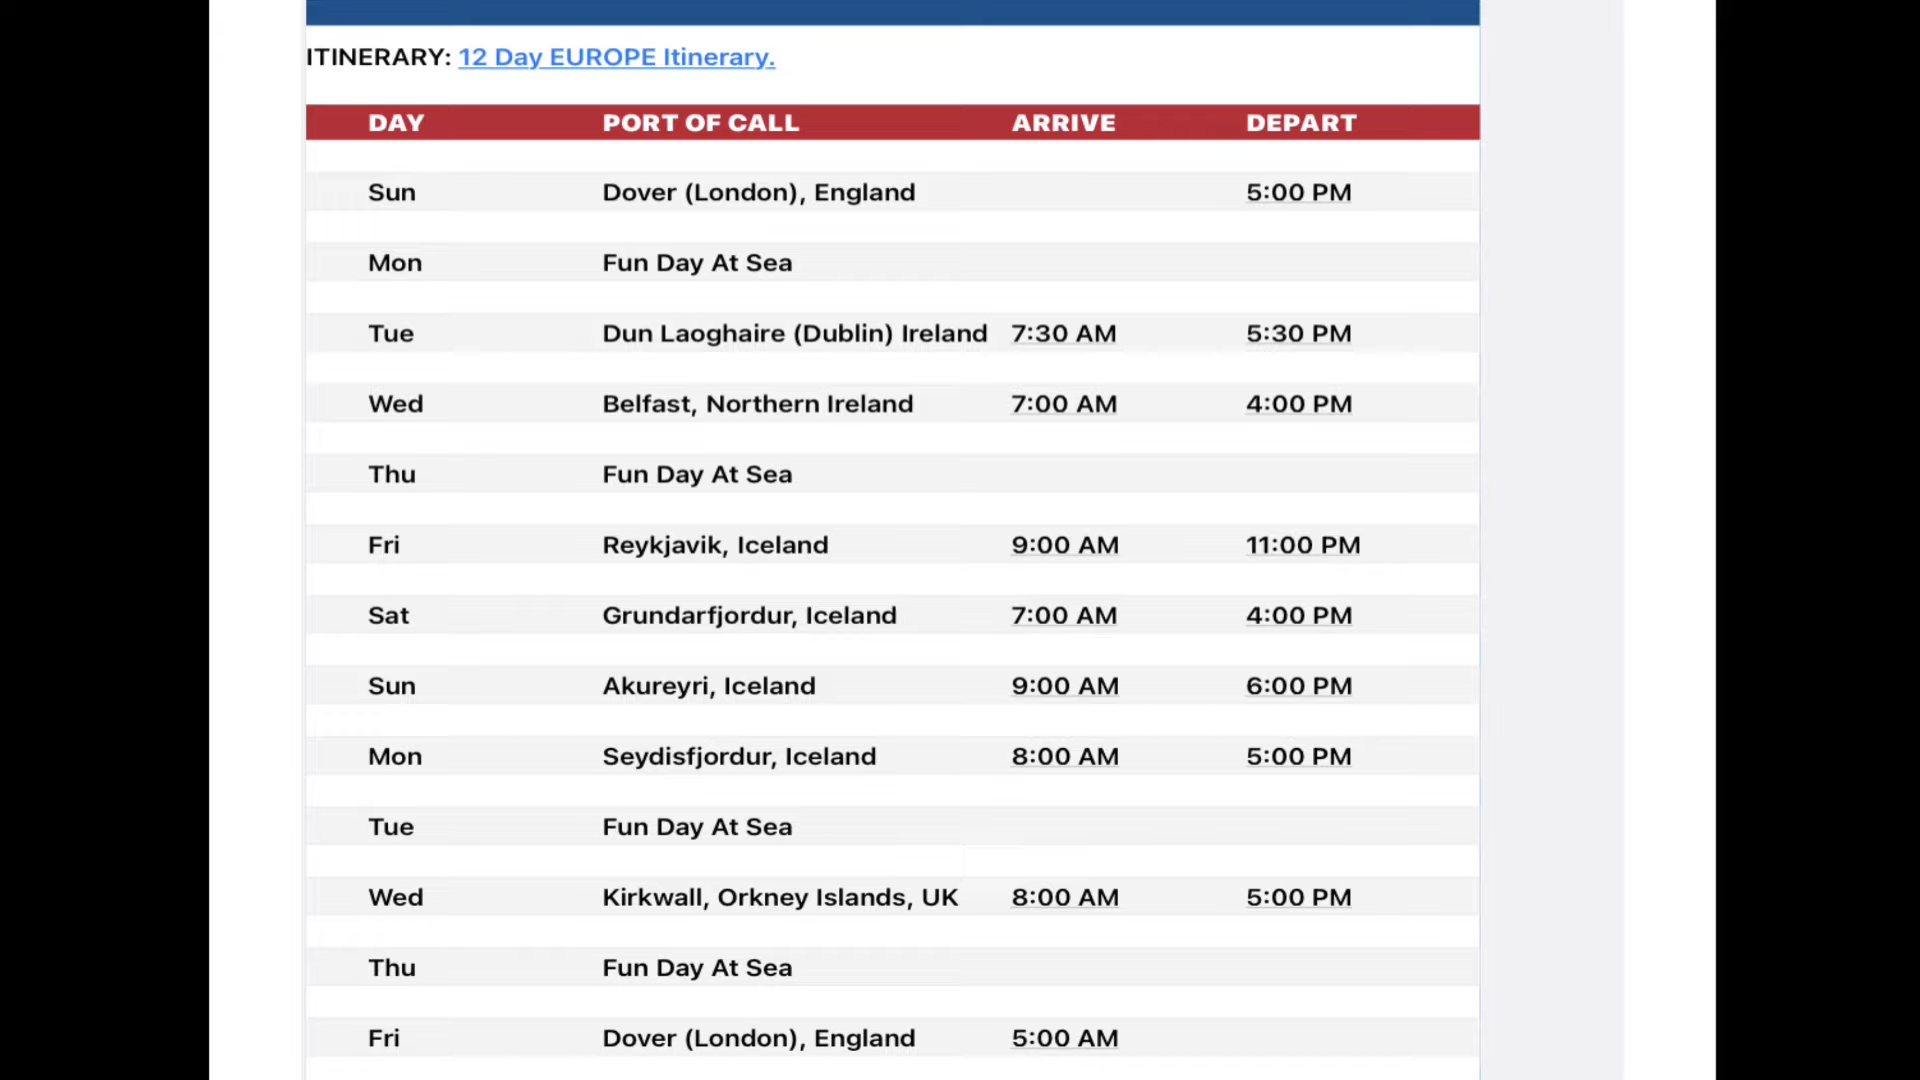 ITINERARY: 12 Day EUROPE Itinerary.
DAY PORT OF CALL ARRIVE DEPART
Sun Dover (London), England 5:00 PM
Mon Fun Day At Sea
Tue Dun Laoghaire (Dublin) Ireland 7:30 AM 5:30 PM
Wed Belfast, Northern Ireland 7:00 AM 4:00 PM
Thu Fun Day At Sea
Fri Reykjavik, Iceland 9:00 AM 11:00 PM
Sat Grundarfjordur, Iceland 7:00 AM 4:00 PM
Sun Akureyri, Iceland 9:00 AM 6:00 PM
Mon Seydisfjordur, Iceland 8:00 AM 5:00 PM
Tue Fun Day At Sea
Wed Kirkwall, Orkney Islands, UK 8:00 AM 5:00 PM
Thu Fun Day At Sea
Fri Dover (London), England 5:00 AM